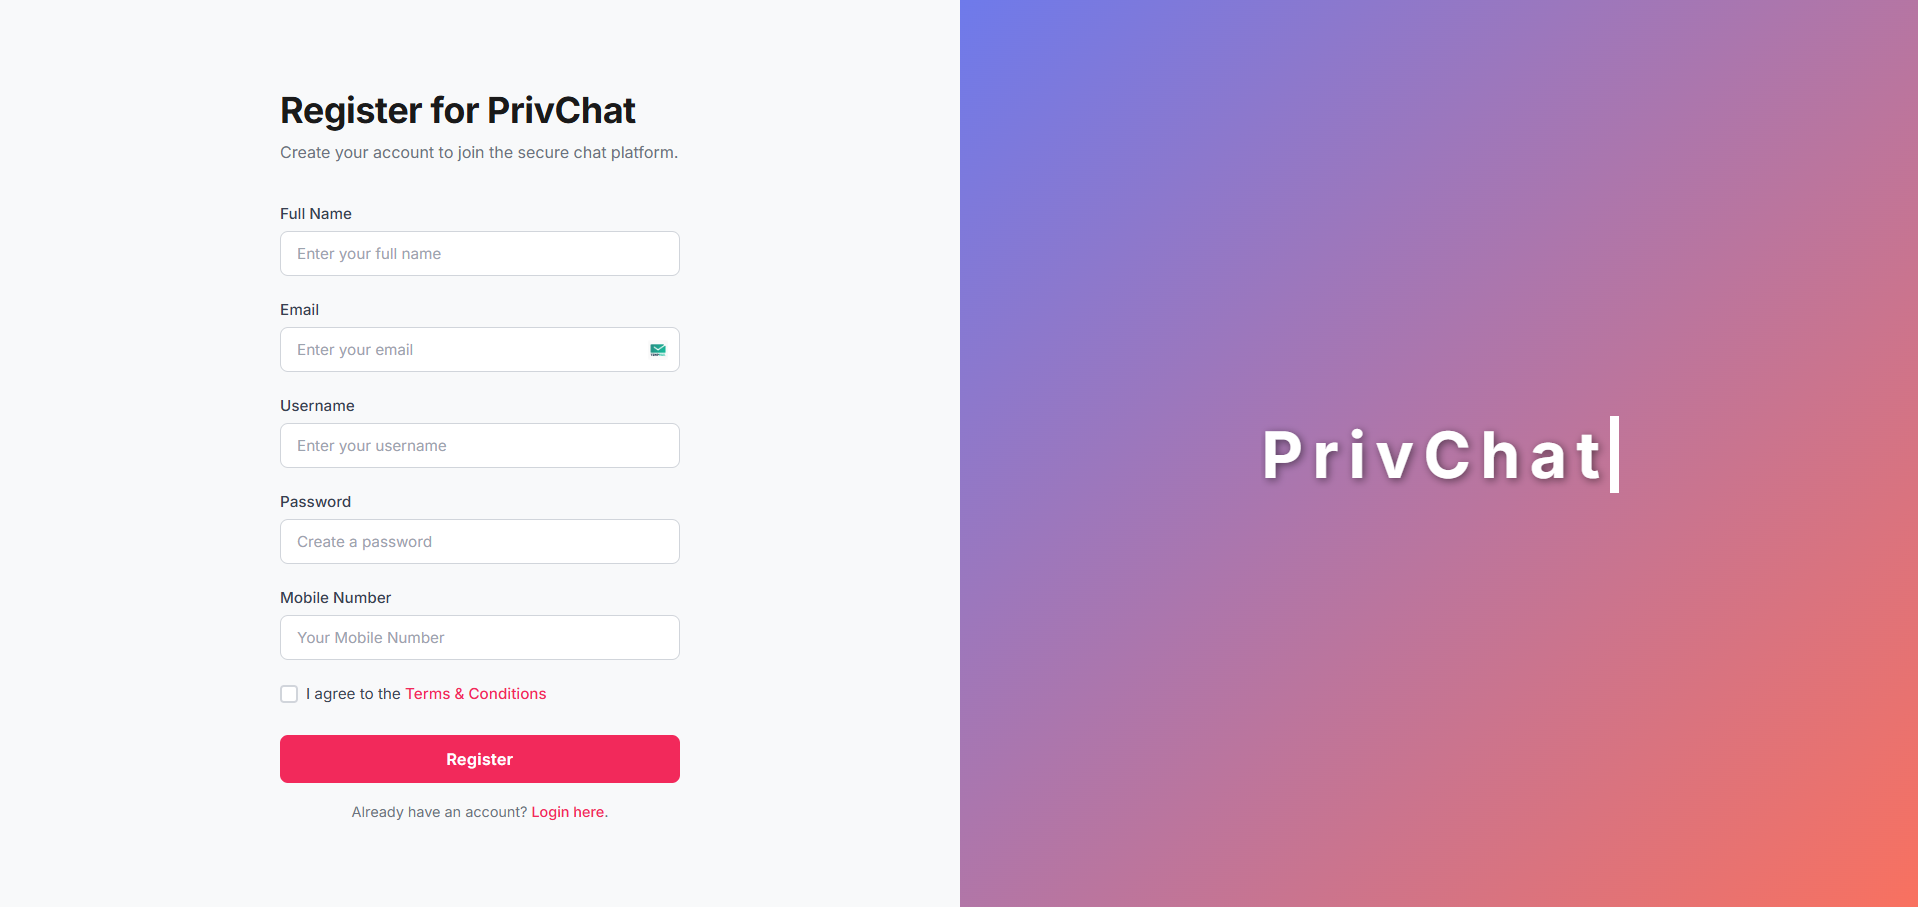 Register for PrivChat
Create your account to join the secure chat platform.
Full Name
Enter your full name
Email
Enter your email
Username
Enter your username
Password
Create a password
Mobile Number
Your Mobile Number
I agree to the Terms & Conditions
Register
Already have an account? Login here.
PrivChat